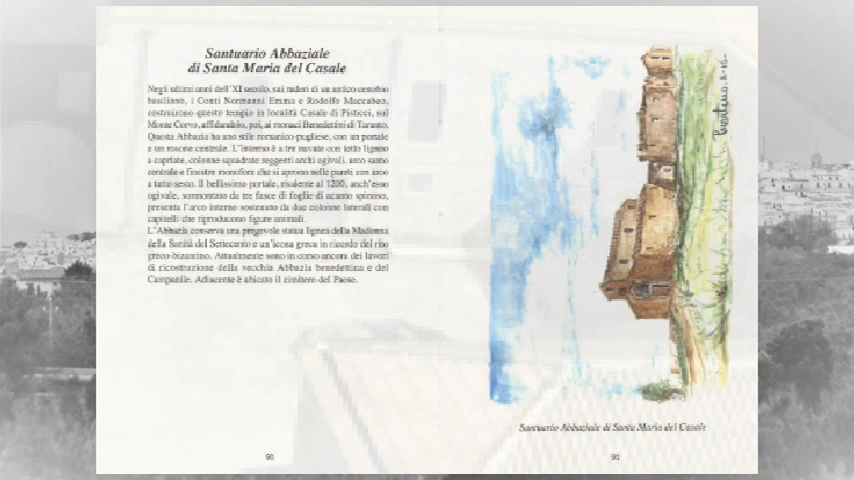 Santuario Abbaziale
di Santa Maria del Casale
Negli ultimi anni dell'XI secolo, sui ruderi di un antico cenobio
basiliano, i Conti Normanni Emma e Rodolfo Maccabeo,
costruirono questo tempio in località Casale di Pisticci, sul
Monte Corvo, affidandolo, poi, ai monaci Benedettini di Taranto.
Questa Abbazia ha uno stile romanico-pugliese, con un portale
e un rosone centrale. L'interno è a tre navate con tetto ligneo
a capriate, colonne squadrate reggenti archi ogivali, arco santo
centrale e finestre monofore che si aprono nelle pareti con arco
a tutto sesto. Il bellissimo portale, risalente al 1200, anch'esso
ogivale, sormontato da tre fasce di foglie di acanto spinoso,
presenta l'arco interno sostenuto da due colonne laterali con
capitelli che riproducono figure animali.
L'Abbazia conserva una pregevole statua lignea della Madonna
della Sanità del Settecento e un'icona greca in ricordo del rito
greco-bizantino. Attualmente sono in corso ancora dei lavori
di ricostruzione della vecchia Abbazia benedettina e del
Campanile. Adiacente è ubicato il cimitero del Paese.
90
Santuario Abbaziale di Santa Maria del Casale
90